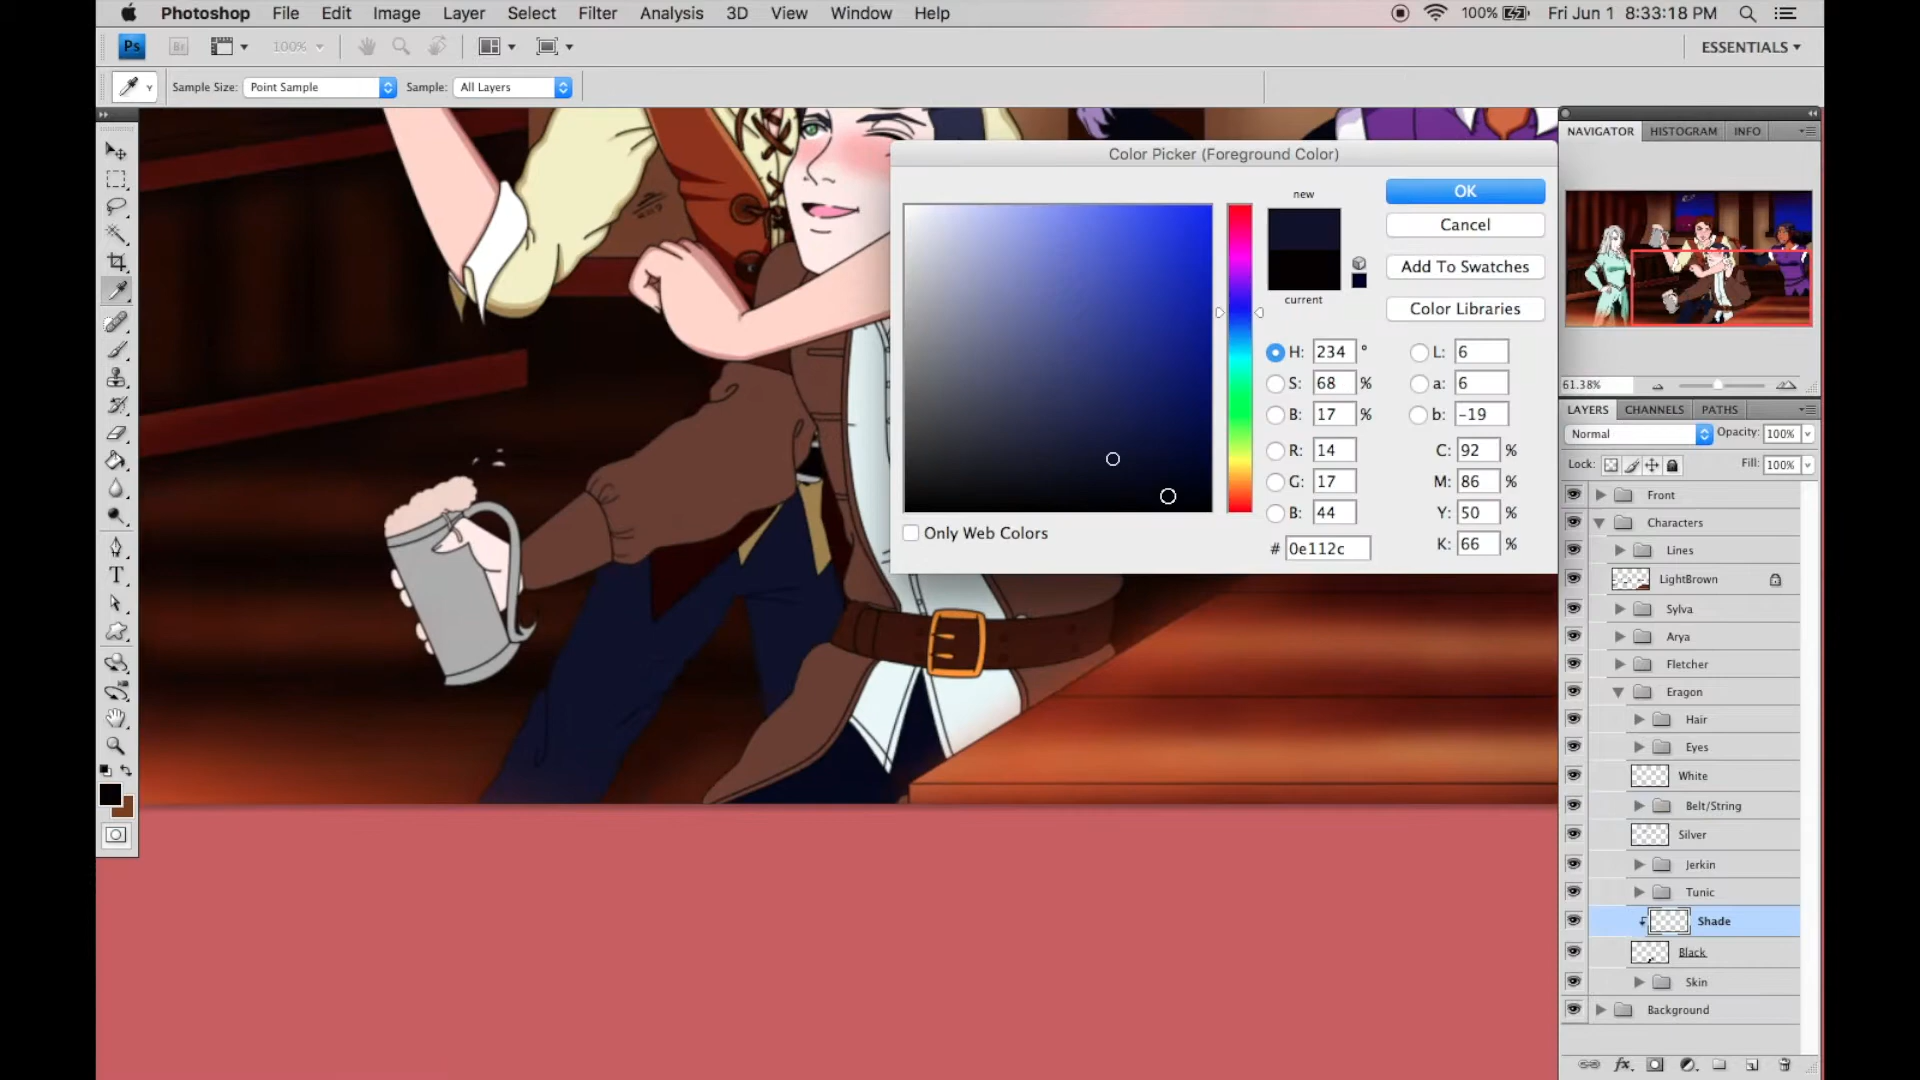 Photoshop File Edit Image Layer Select Filter Analysis 3D View Window Help 100% Fri Jun 1 8:33:18 PM
Ps Br 100% ESSENTIALS
Sample Size: Point Sample Sample: All Layers
NAVIGATOR HISTOGRAM INFO
Color Picker (Foreground Color)
new
OK
Cancel
Add To Swatches
current
Color Libraries
H: 234 ° L: 6
S: 68 % a: 6
B: 17 % b: -19
R: 14 C: 92 %
G: 17 M: 86 %
B: 44 Y: 50 %
# 0e112c K: 66 %
Only Web Colors
61.38%
LAYERS CHANNELS PATHS
Normal Opacity: 100%
Lock: Fill: 100%
Front
Characters
Lines
LightBrown
Sylva
Arya
Fletcher
Eragon
Hair
Eyes
White
Belt/String
Silver
Jerkin
Tunic
Shade
Black
Skin
Background
fx
T